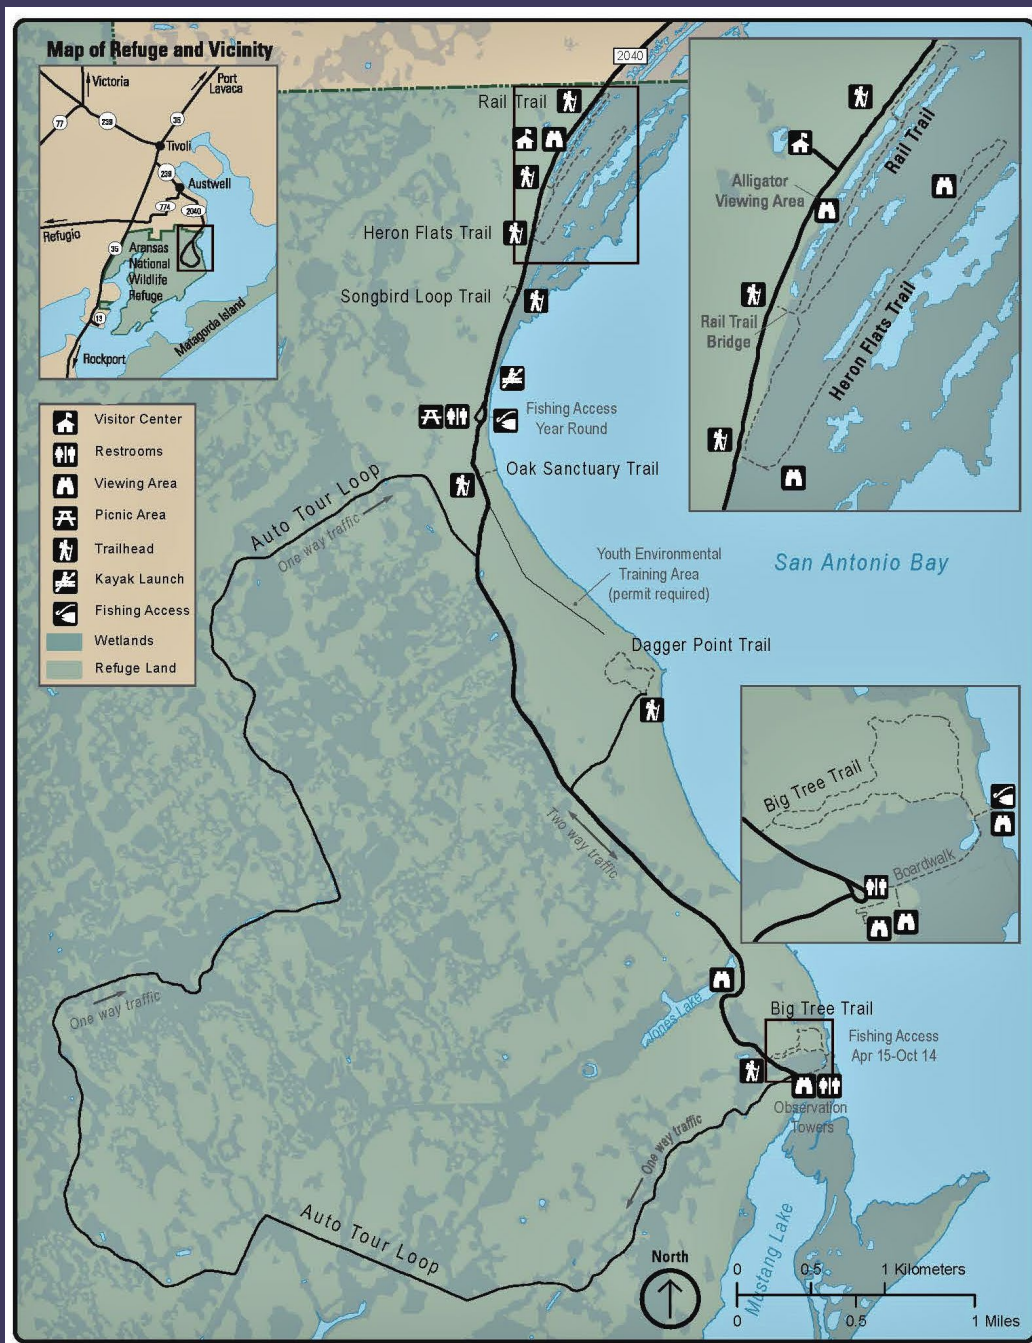 Map of Refuge and Vicinity
Victoria
Port
Lavaca
77
239
35
Tivoli
239
Austwell
774
2040
Refugio
35
Aransas
National
Wildlife
Refuge
13
Matagorda Island
Rockport
Visitor Center
Restrooms
Viewing Area
Picnic Area
Trailhead
Kayak Launch
Fishing Access
Wetlands
Refuge Land
2040
Rail Trail
Heron Flats Trail
Songbird Loop Trail
Fishing Access
Year Round
Oak Sanctuary Trail
Auto Tour Loop
One way traffic
Youth Environmental
Training Area
(permit required)
Dagger Point Trail
San Antonio Bay
Two way traffic
One way traffic
Jones Lake
Big Tree Trail
Fishing Access
Apr 15-Oct 14
Observation
Towers
One way traffic
Auto Tour Loop
Mustang Lake
North
0 0.5 1 Kilometers
0 0.5 1 Miles
Rail Trail
Alligator
Viewing Area
Rail Trail
Bridge
Heron Flats Trail
Big Tree Trail
Boardwalk